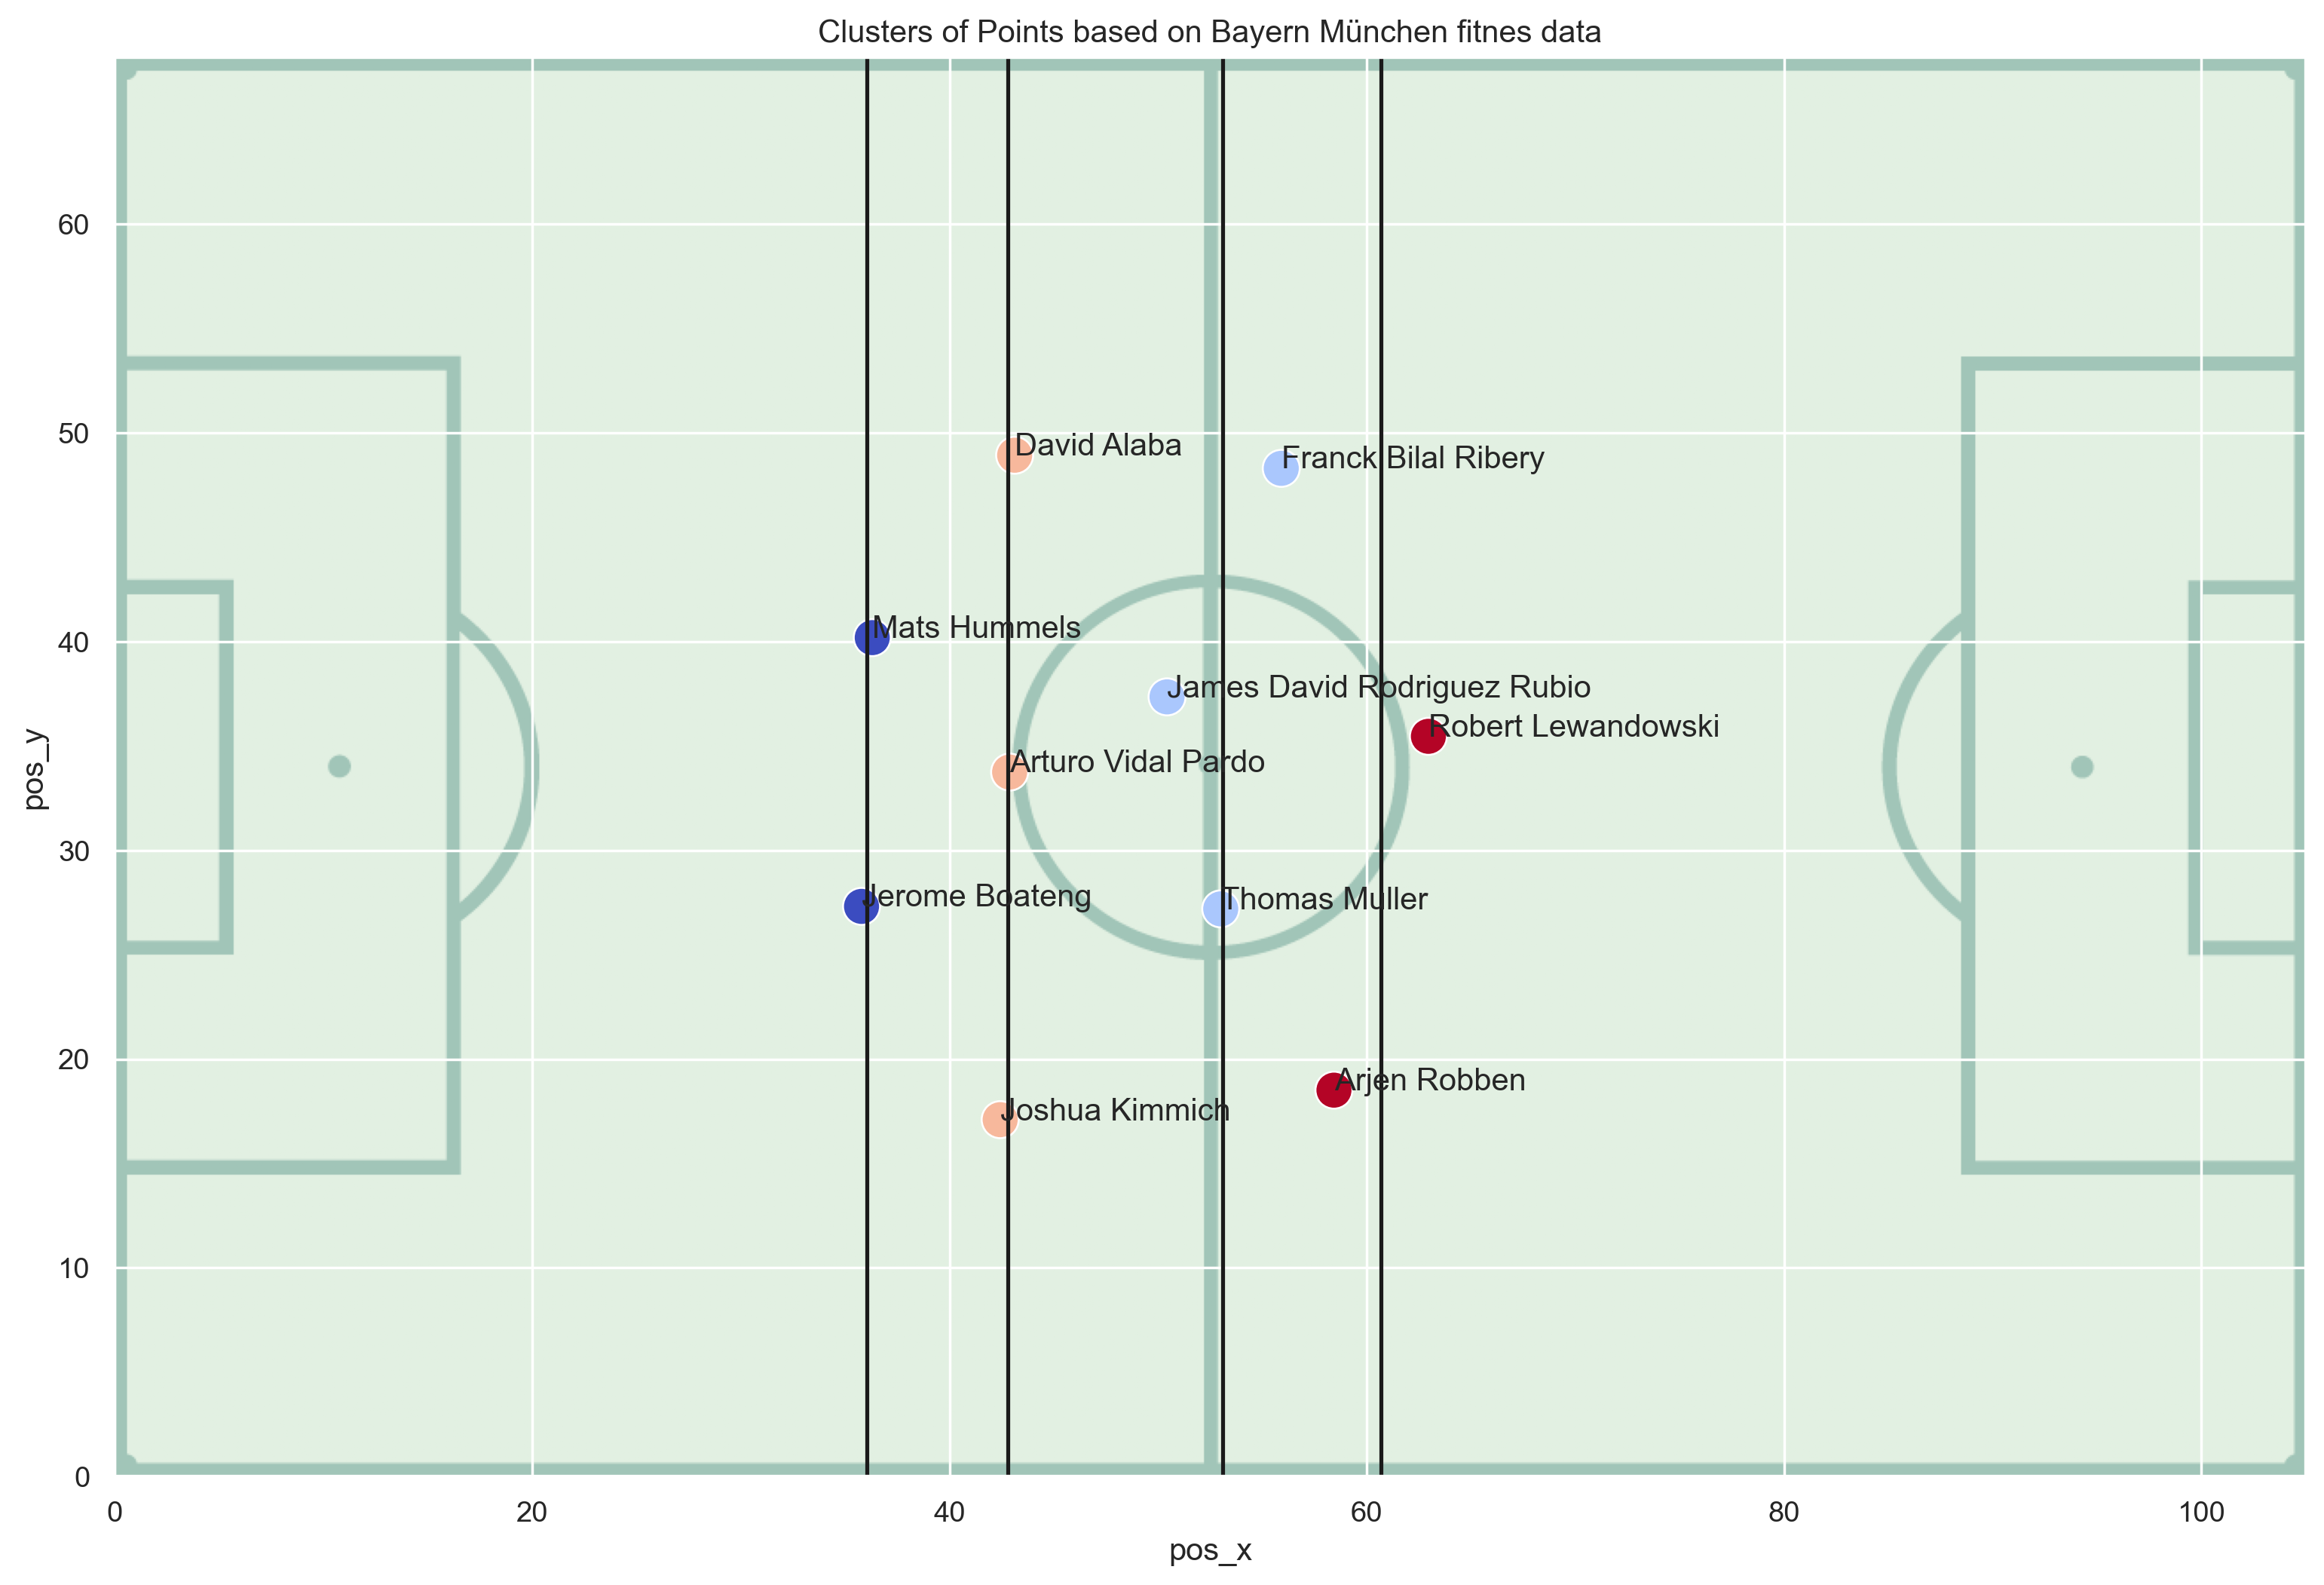 Clusters of Points based on Bayern München fitnes data
60
50
40
30
20
10
0
pos_y
David Alaba
Franck Bilal Ribery
Mats Hummels
James David Rodriguez Rubio
Robert Lewandowski
Arturo Vidal Pardo
Jerome Boateng
Thomas Muller
Arjen Robben
Joshua Kimmich
0 20 40 60 80 100
pos_x